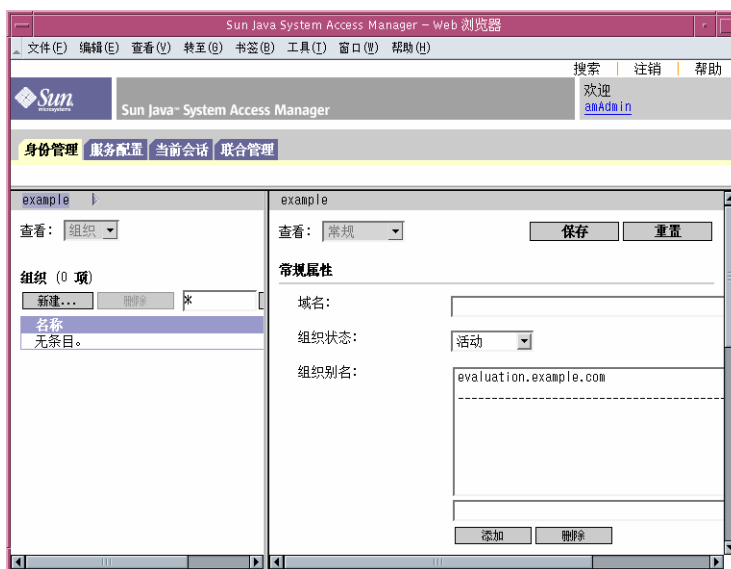 Sun Java System Access Manager – Web 浏览器
文件(F) 编辑(E) 查看(V) 转至(G) 书签(B) 工具(T) 窗口(W) 帮助(H)
搜索 | 注销 | 帮助
Sun
microsystems
Sun Java™ System Access Manager
欢迎
amAdmin
身份管理 服务配置 当前会话 联合管理
example
查看: 组织
组织 (0 项)
新建... 删除 *
名称
无条目。
example
查看: 常规 保存 重置
常规属性
域名:
组织状态: 活动
组织别名:
evaluation.example.com
添加 删除